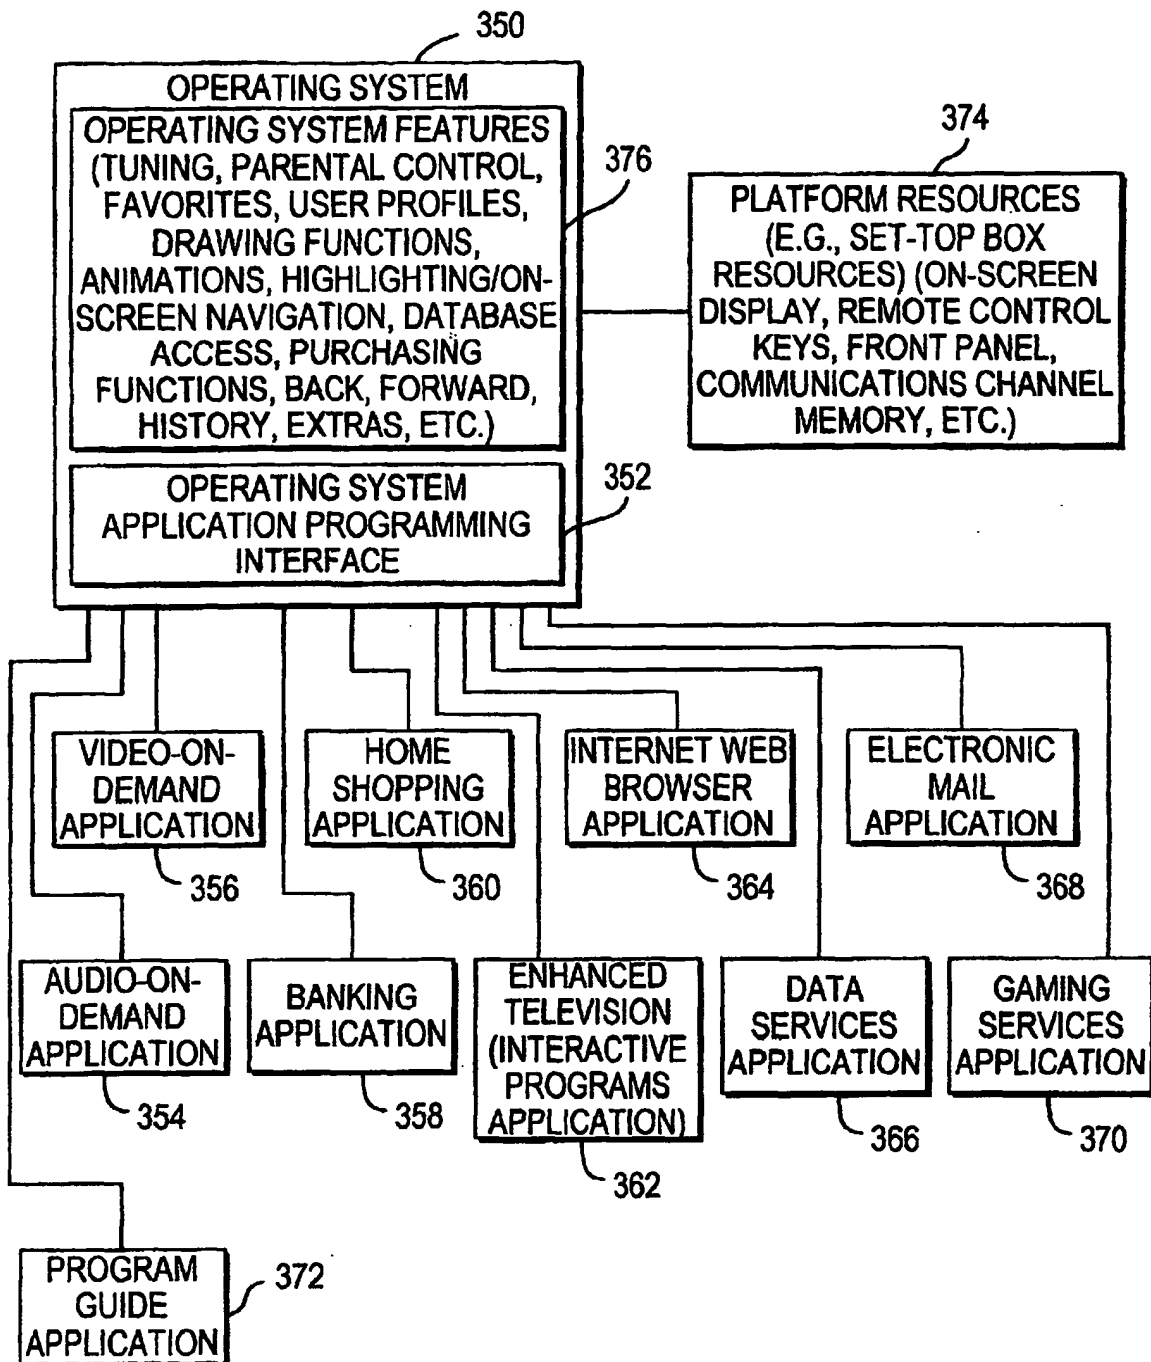 350
OPERATING SYSTEM
OPERATING SYSTEM FEATURES
(TUNING, PARENTAL CONTROL,
FAVORITES, USER PROFILES,
DRAWING FUNCTIONS,
ANIMATIONS, HIGHLIGHTING/ON-
SCREEN NAVIGATION, DATABASE
ACCESS, PURCHASING
FUNCTIONS, BACK, FORWARD,
HISTORY, EXTRAS, ETC.)
376
OPERATING SYSTEM
APPLICATION PROGRAMMING
INTERFACE
352
374
PLATFORM RESOURCES
(E.G., SET-TOP BOX
RESOURCES) (ON-SCREEN
DISPLAY, REMOTE CONTROL
KEYS, FRONT PANEL,
COMMUNICATIONS CHANNEL
MEMORY, ETC.)
VIDEO-ON-
DEMAND
APPLICATION
356
HOME
SHOPPING
APPLICATION
360
INTERNET WEB
BROWSER
APPLICATION
364
ELECTRONIC
MAIL
APPLICATION
368
AUDIO-ON-
DEMAND
APPLICATION
354
BANKING
APPLICATION
358
ENHANCED
TELEVISION
(INTERACTIVE
PROGRAMS
APPLICATION)
362
DATA
SERVICES
APPLICATION
366
GAMING
SERVICES
APPLICATION
370
PROGRAM
GUIDE
APPLICATION
372